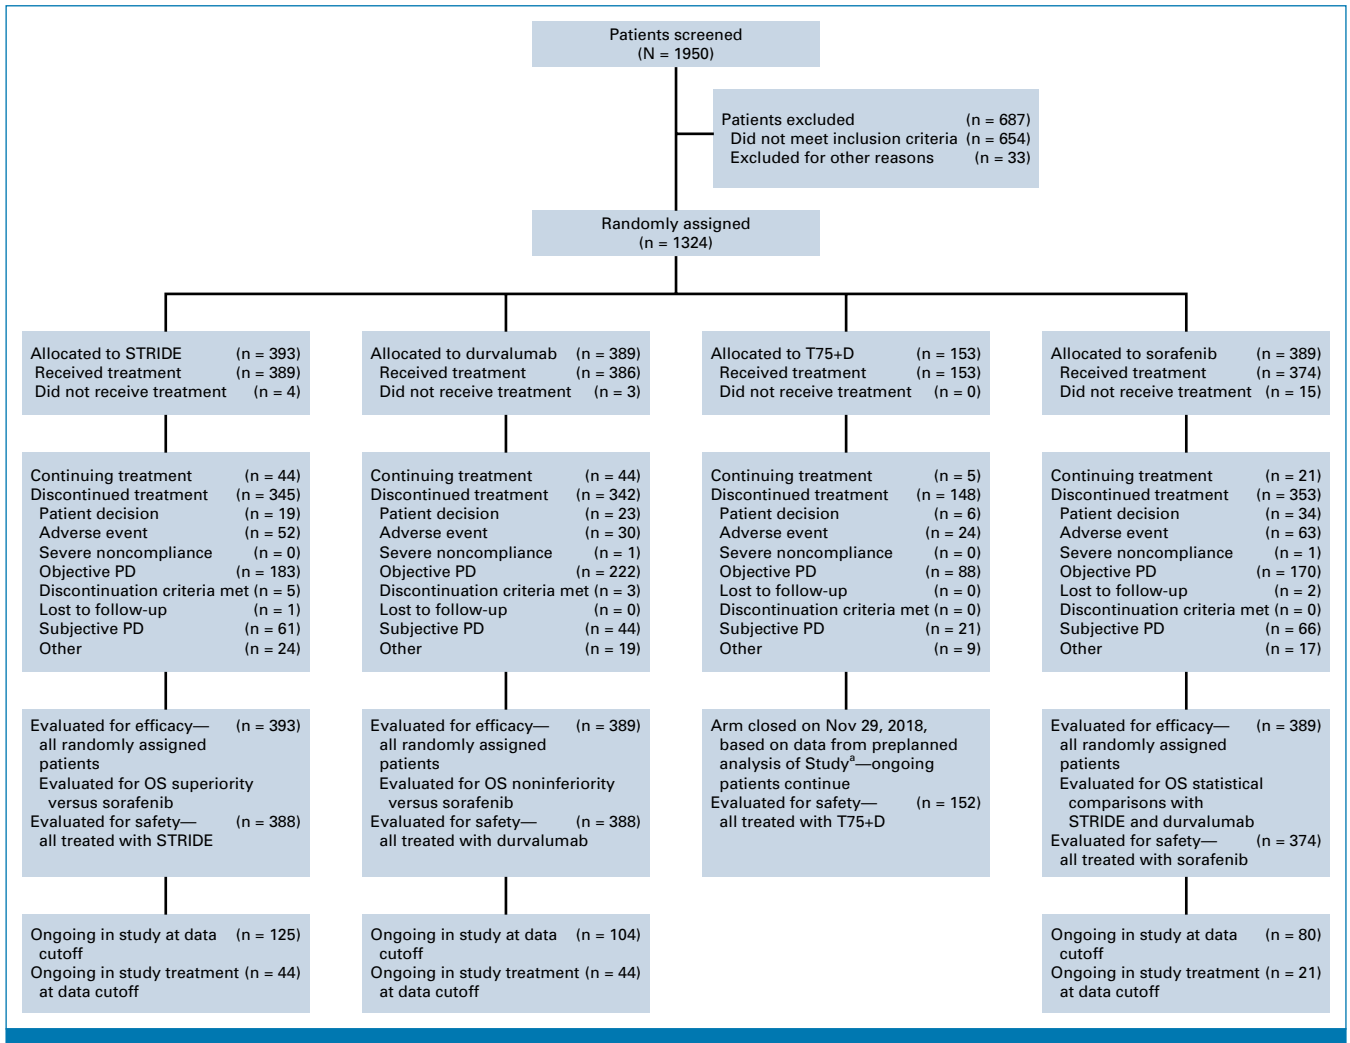 Patients screened
(N = 1950)
Patients excluded (n = 687)
Did not meet inclusion criteria (n = 654)
Excluded for other reasons (n = 33)
Randomly assigned
(n = 1324)
Allocated to STRIDE (n = 393)
Received treatment (n = 389)
Did not receive treatment (n = 4)
Allocated to durvalumab (n = 389)
Received treatment (n = 386)
Did not receive treatment (n = 3)
Allocated to T75+D (n = 153)
Received treatment (n = 153)
Did not receive treatment (n = 0)
Allocated to sorafenib (n = 389)
Received treatment (n = 374)
Did not receive treatment (n = 15)
Continuing treatment (n = 44)
Discontinued treatment (n = 345)
Patient decision (n = 19)
Adverse event (n = 52)
Severe noncompliance (n = 0)
Objective PD (n = 183)
Discontinuation criteria met (n = 5)
Lost to follow-up (n = 1)
Subjective PD (n = 61)
Other (n = 24)
Continuing treatment (n = 44)
Discontinued treatment (n = 342)
Patient decision (n = 23)
Adverse event (n = 30)
Severe noncompliance (n = 1)
Objective PD (n = 222)
Discontinuation criteria met (n = 3)
Lost to follow-up (n = 0)
Subjective PD (n = 44)
Other (n = 19)
Continuing treatment (n = 5)
Discontinued treatment (n = 148)
Patient decision (n = 6)
Adverse event (n = 24)
Severe noncompliance (n = 0)
Objective PD (n = 88)
Lost to follow-up (n = 0)
Discontinuation criteria met (n = 0)
Subjective PD (n = 21)
Other (n = 9)
Continuing treatment (n = 21)
Discontinued treatment (n = 353)
Patient decision (n = 34)
Adverse event (n = 63)
Severe noncompliance (n = 1)
Objective PD (n = 170)
Lost to follow-up (n = 2)
Discontinuation criteria met (n = 0)
Subjective PD (n = 66)
Other (n = 17)
Evaluated for efficacy— (n = 393)
all randomly assigned
patients
Evaluated for OS superiority
versus sorafenib
Evaluated for safety— (n = 388)
all treated with STRIDE
Evaluated for efficacy— (n = 389)
all randomly assigned
patients
Evaluated for OS noninferiority
versus sorafenib
Evaluated for safety— (n = 388)
all treated with durvalumab
Arm closed on Nov 29, 2018,
based on data from preplanned
analysis of Studyᵃ—ongoing
patients continue
Evaluated for safety— (n = 152)
all treated with T75+D
Evaluated for efficacy— (n = 389)
all randomly assigned
patients
Evaluated for OS statistical
comparisons with
STRIDE and durvalumab
Evaluated for safety— (n = 374)
all treated with sorafenib
Ongoing in study at data (n = 125)
cutoff
Ongoing in study treatment (n = 44)
at data cutoff
Ongoing in study at data (n = 104)
cutoff
Ongoing in study treatment (n = 44)
at data cutoff
Ongoing in study at data (n = 80)
cutoff
Ongoing in study treatment (n = 21)
at data cutoff